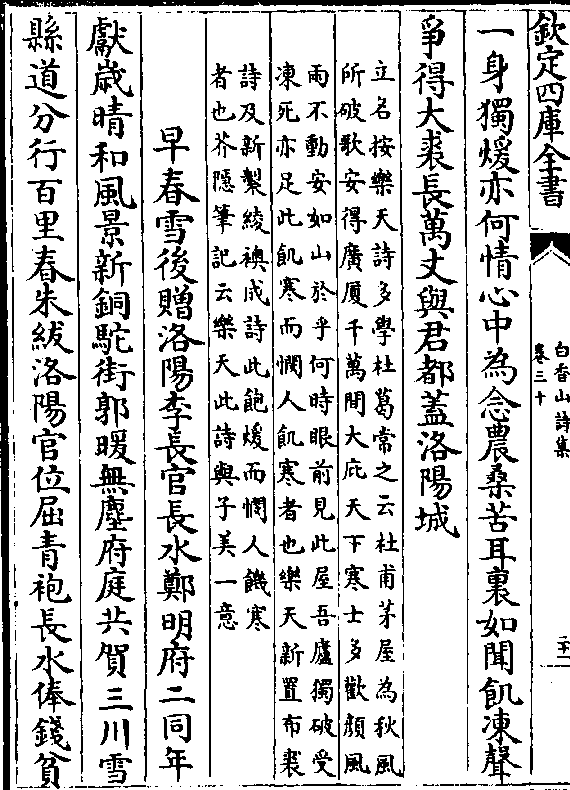 欽定四庫全書
白香山詩集
卷三十
一身獨煖亦何情心中為念農桑苦耳裏如聞飢凍聲
爭得大裘長萬丈與君都蓋洛陽城
立名按樂天詩多學杜葛常之云杜甫茅屋為秋風
所破歌安得廣厦千萬間大庇天下寒士多歡顔風
雨不動安如山於乎何時眼前見此屋吾廬獨破受
凍死亦足此飢寒而憫人飢寒者也樂天新置布裘
詩及新製綾襖成詩此飽煖而憫人饑寒
者也芥隱筆記云樂天此詩與子美一意
早春雪後贈洛陽李長官長水鄭明府二同年
獻歲晴和風景新銅駝街郭暖無塵府庭共賀三川雪
縣道分行百里春朱紱洛陽官位屈青袍長水俸錢貧